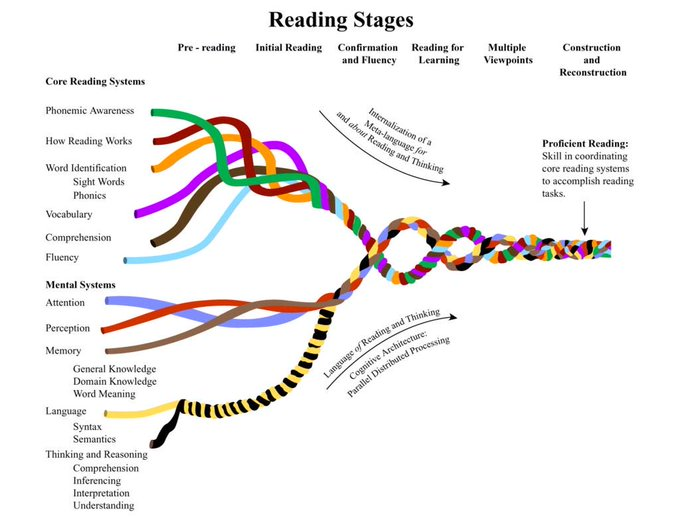 Reading Stages
Pre - reading
Initial Reading
Confirmation
and Fluency
Reading for
Learning
Multiple
Viewpoints
Construction
and
Reconstruction
Core Reading Systems
Phonemic Awareness
How Reading Works
Word Identification
Sight Words
Phonics
Vocabulary
Comprehension
Fluency
Internalization of a
Meta-language for
and about Reading and Thinking
Proficient Reading:
Skill in coordinating
core reading systems
to accomplish reading
tasks.
Mental Systems
Attention
Perception
Memory
General Knowledge
Domain Knowledge
Word Meaning
Language
Syntax
Semantics
Thinking and Reasoning
Comprehension
Inferencing
Interpretation
Understanding
Language of Reading and Thinking
Cognitive Architecture:
Parallel Distributed Processing